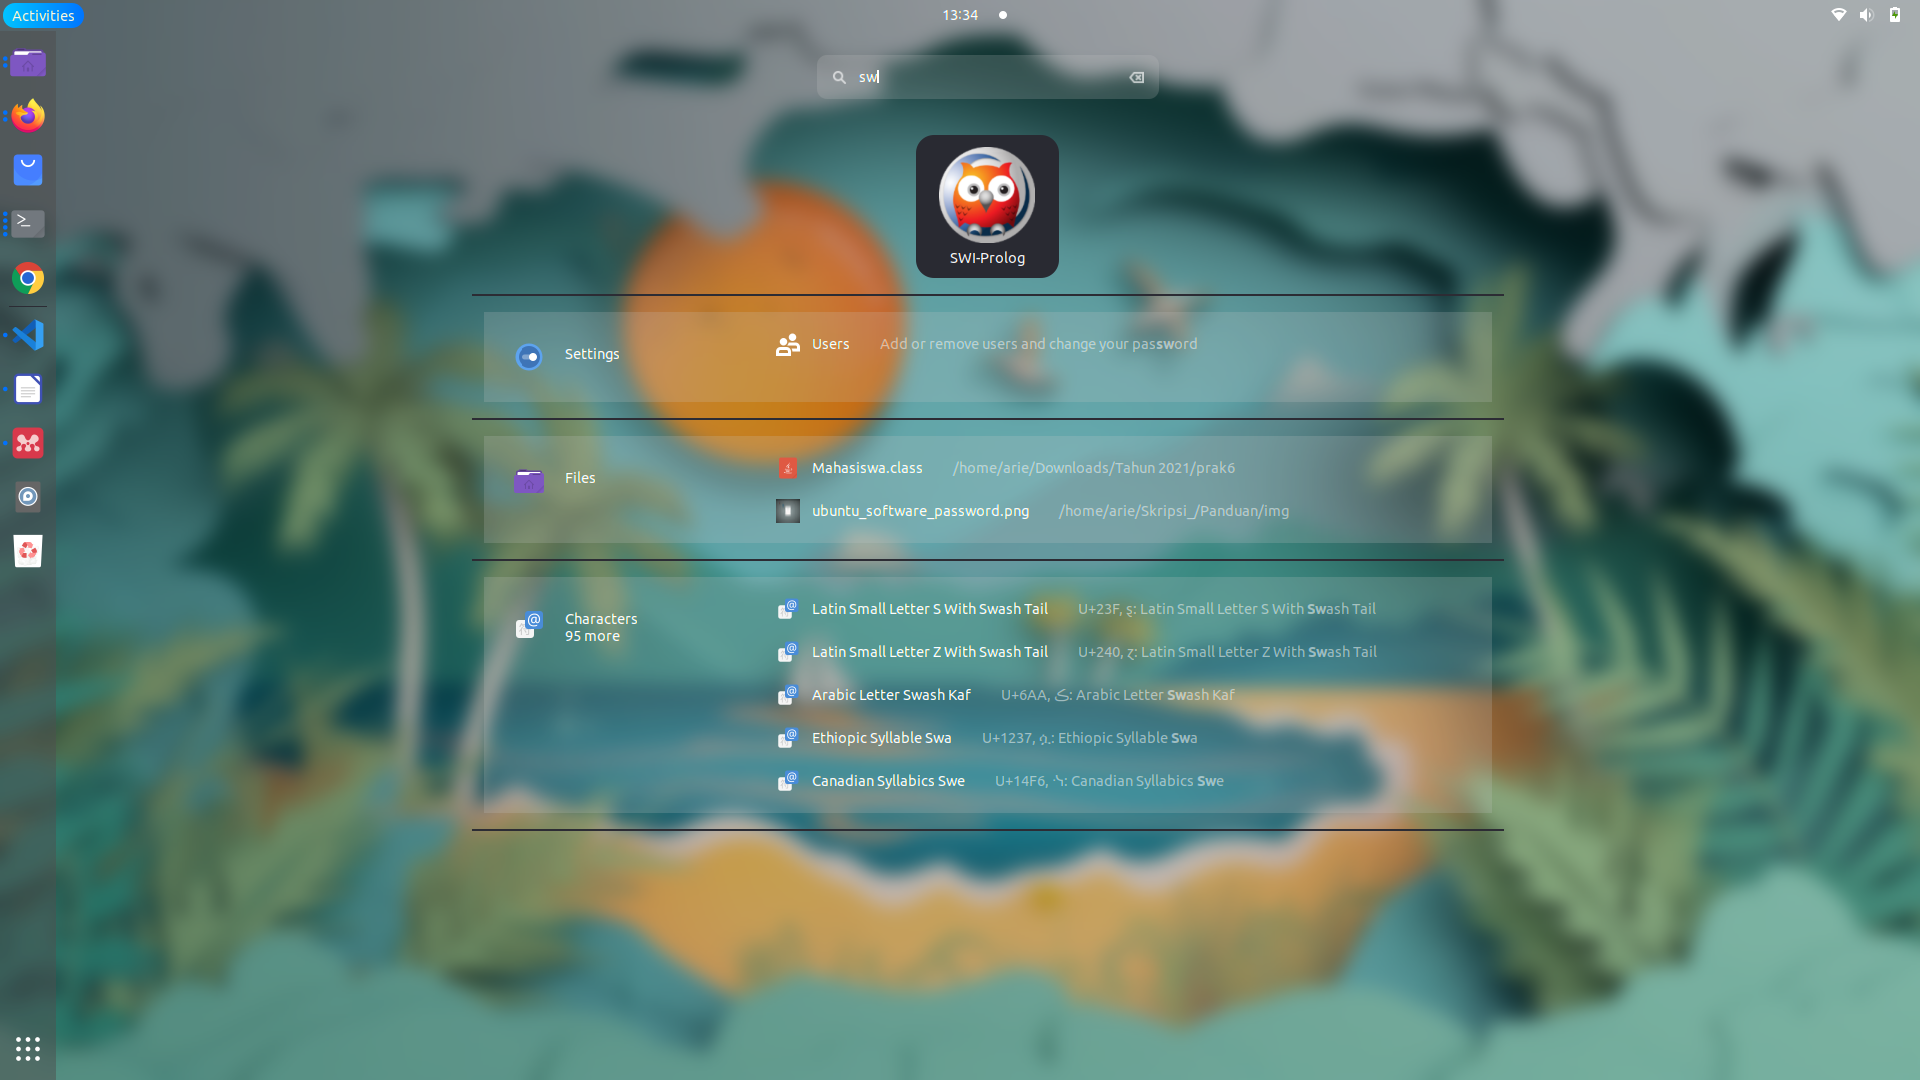 Activities
13:34
sw
SWI-Prolog
Settings
Users Add or remove users and change your password
Files
Mahasiswa.class /home/arie/Downloads/Tahun 2021/prak6
ubuntu_software_password.png /home/arie/Skripsi_/Panduan/img
Characters
95 more
Latin Small Letter S With Swash Tail U+23F, ȿ: Latin Small Letter S With Swash Tail
Latin Small Letter Z With Swash Tail U+240, ɀ: Latin Small Letter Z With Swash Tail
Arabic Letter Swash Kaf U+6AA, ڪ: Arabic Letter Swash Kaf
Ethiopic Syllable Swa U+1237, ሷ: Ethiopic Syllable Swa
Canadian Syllabics Swe U+14F6, ᓶ: Canadian Syllabics Swe